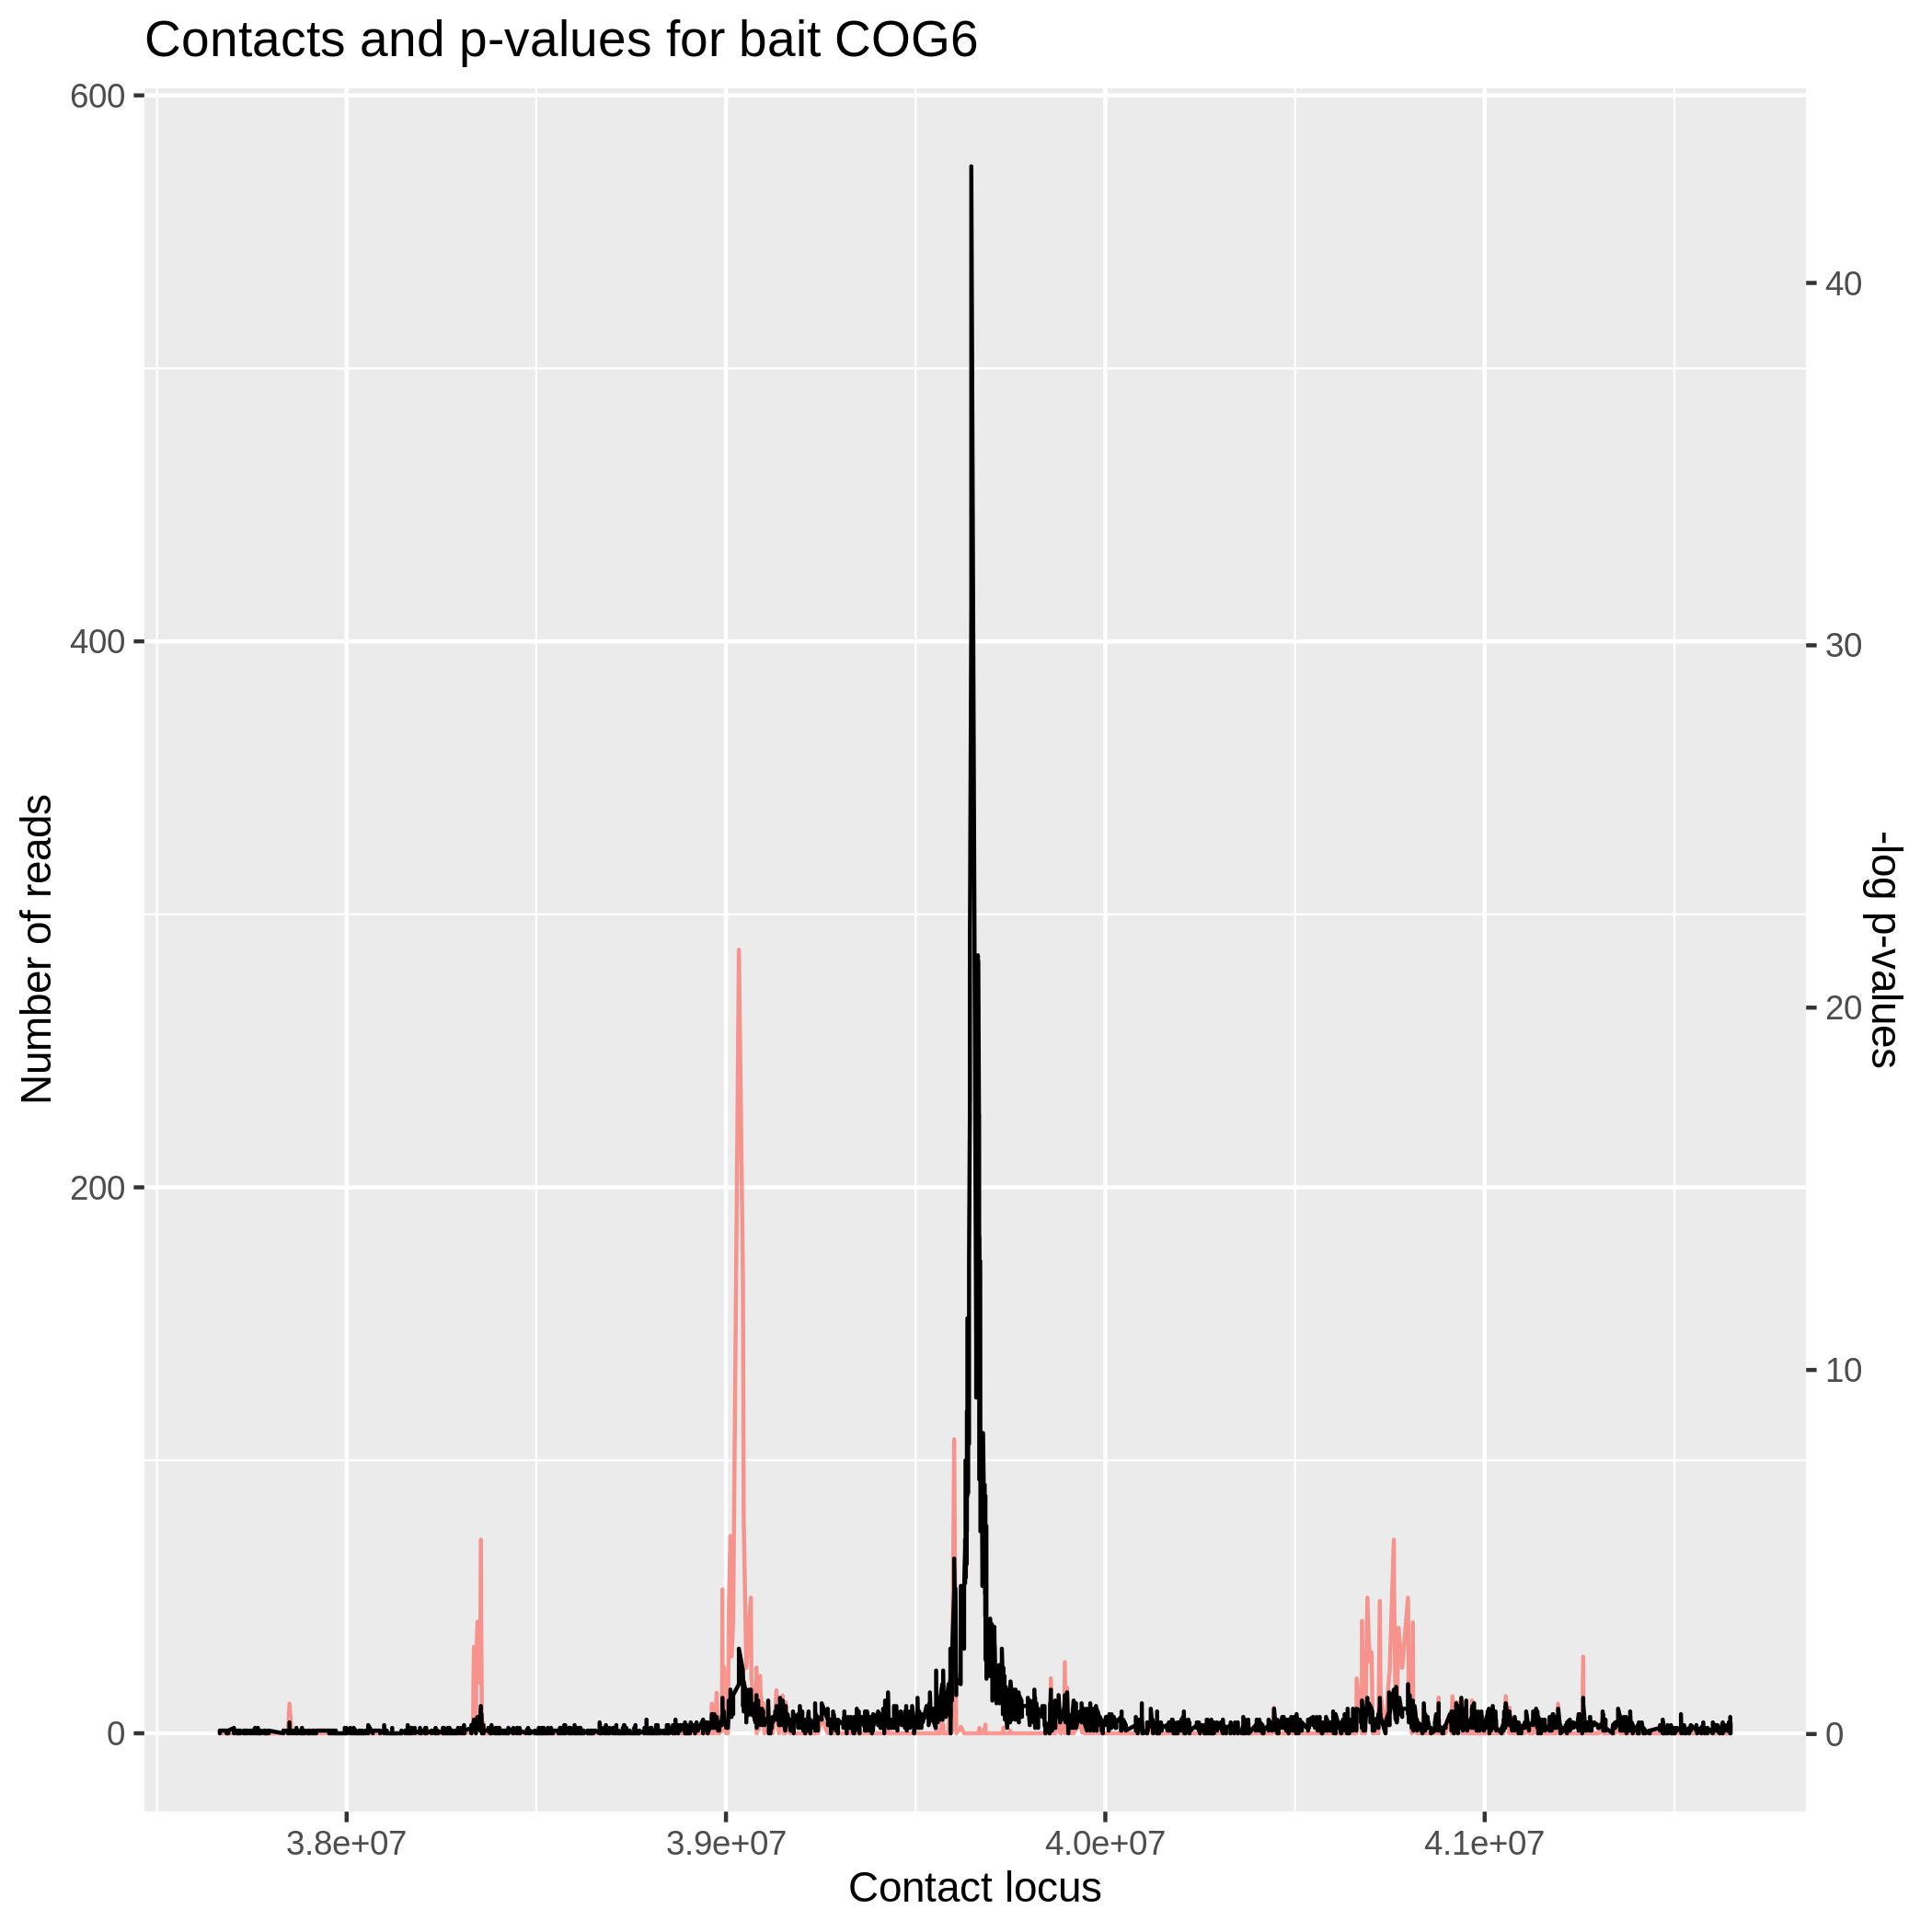 Contacts and p-values for bait COG6
600
400
200
0
Number of reads
40
30
20
10
0
-log p-values
3.8e+07
3.9e+07
4.0e+07
4.1e+07
Contact locus